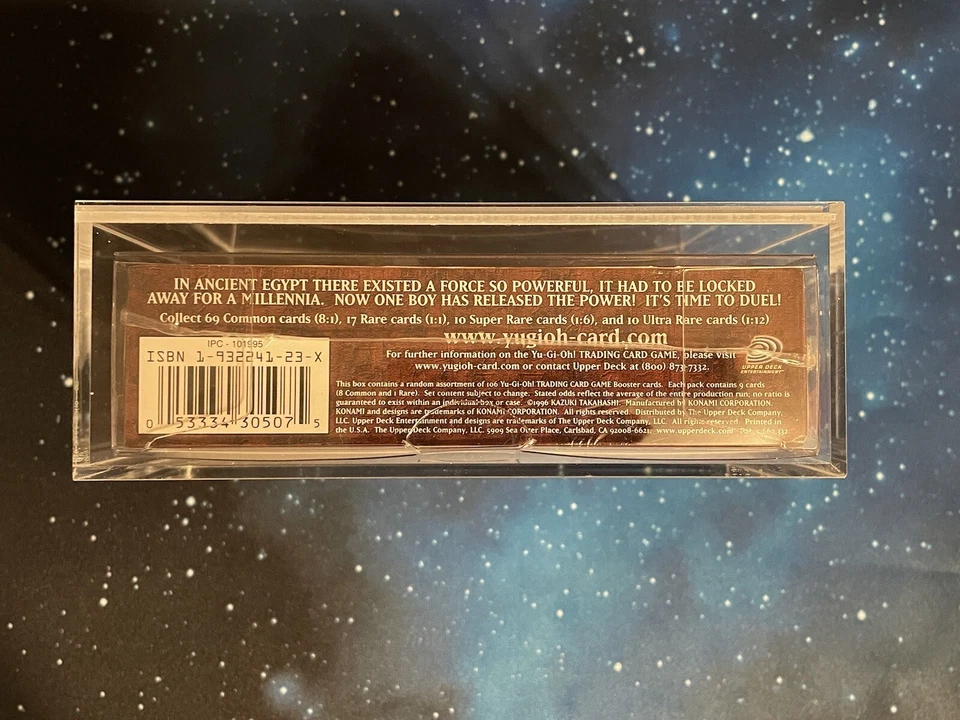 IN ANCIENT EGYPT THERE EXISTED A FORCE SO POWERFUL, IT HAD TO BE LOCKED
AWAY FOR A MILLENNIA. NOW ONE BOY HAS RELEASED THE POWER! IT'S TIME TO DUEL!
Collect 69 Common cards (8:1), 17 Rare cards (1:1), 10 Super Rare cards (1:6), and 10 Ultra Rare cards (1:12)
www.yugioh-card.com
For further information on the Yu-Gi-Oh! TRADING CARD GAME, please visit
www.yugioh-card.com or contact Upper Deck at (800) 873-7332.
UPPER DECK
ENTERTAINMENT
IPC - 101995
ISBN 1-932241-23-X
0 53334 30507 5
This box contains a random assortment of 106 Yu-Gi-Oh! TRADING CARD GAME Booster cards. Each pack contains 9 cards
(8 Common and 1 Rare). Set content subject to change. Stated odds reflect the average of the entire production run; no ratio is
guaranteed to exist within an individual box or case. ©1996 KAZUKI TAKAHASHI. Manufactured by KONAMI CORPORATION.
KONAMI and designs are trademarks of KONAMI CORPORATION. All rights reserved. Distributed by The Upper Deck Company,
LLC. Upper Deck Entertainment and designs are trademarks of The Upper Deck Company, LLC. All rights reserved. Printed in
the U.S.A. The Upper Deck Company, LLC. 5909 Sea Otter Place, Carlsbad, CA 92008-6621. www.upperdeck.com